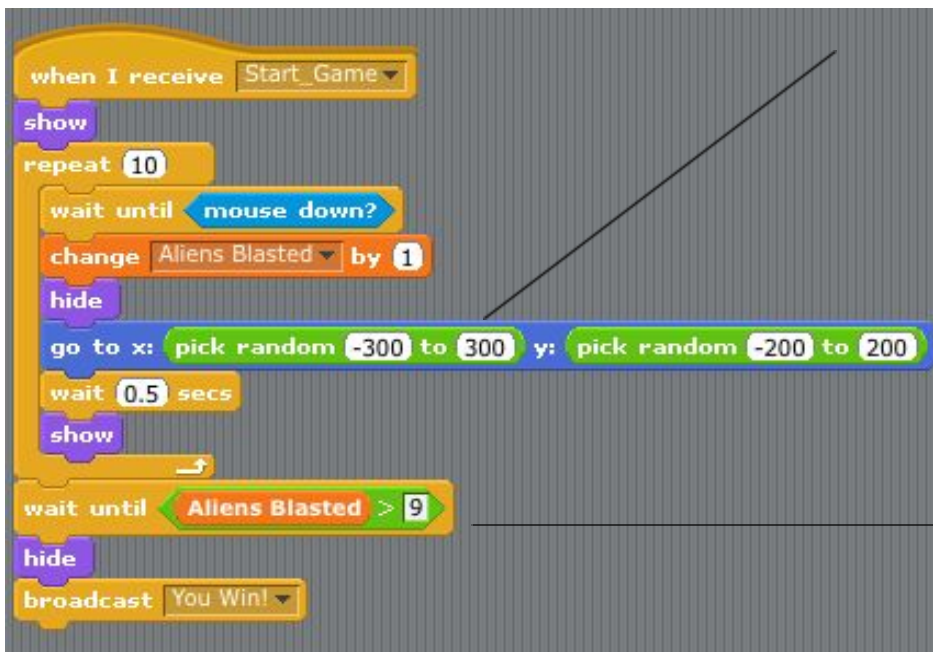 when I receive Start_Game
show
repeat 10
wait until mouse down?
change Aliens Blasted by 1
hide
go to x: pick random -300 to 300 y: pick random -200 to 200
wait 0.5 secs
show
wait until Aliens Blasted > 9
hide
broadcast You Win!